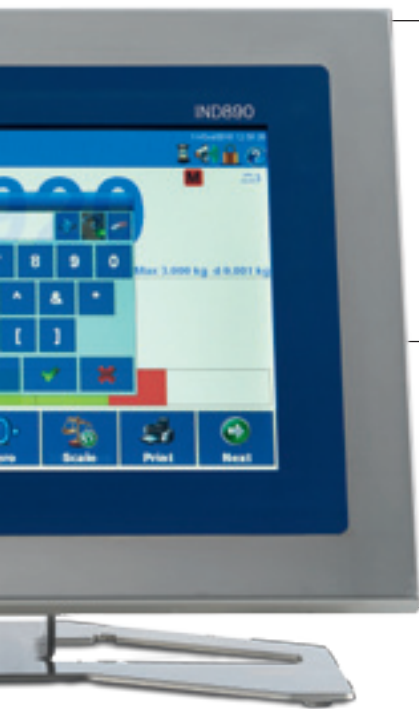 IND890
M
8 9 0
Max 3.000 kg d 0.001 kg
^ & *
[ ]
Scale
Print
Next